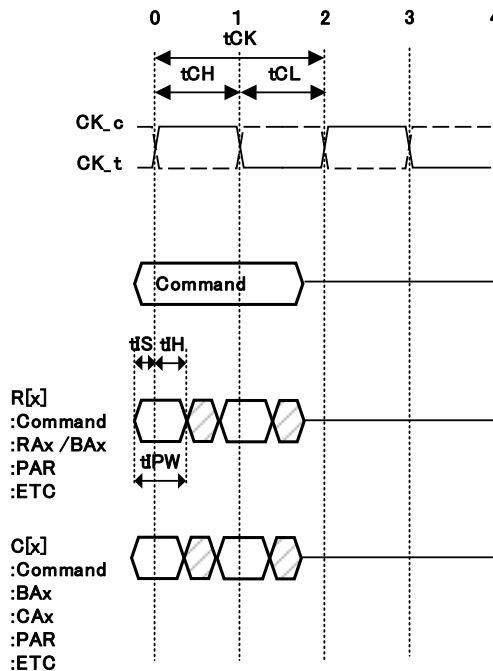 0 1 2 3 4
tCK
tCH tCL
CK_c
CK_t
Command
tIS tIH
R[x]
:Command
:RAx /BAx
:PAR
:ETC
tIPW
C[x]
:Command
:BAx
:CAx
:PAR
:ETC